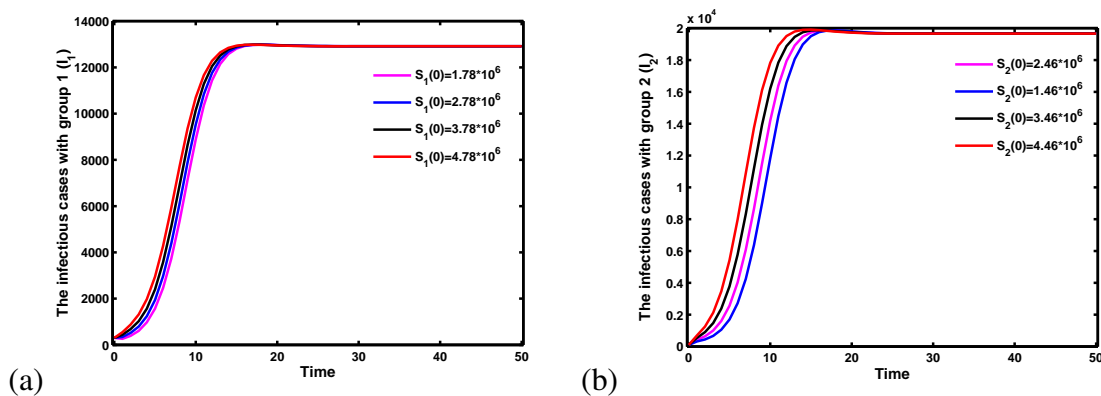 14000
12000
10000
8000
6000
4000
2000
0
The infectious cases with group 1 (I1)
S1(0)=1.78*10^6
S1(0)=2.78*10^6
S1(0)=3.78*10^6
S1(0)=4.78*10^6
0 10 20 30 40 50
Time
(a)
x 10^4
2
1.8
1.6
1.4
1.2
1
0.8
0.6
0.4
0.2
0
The infectious cases with group 2 (I2)
S2(0)=2.46*10^6
S2(0)=1.46*10^6
S2(0)=3.46*10^6
S2(0)=4.46*10^6
0 10 20 30 40 50
Time
(b)